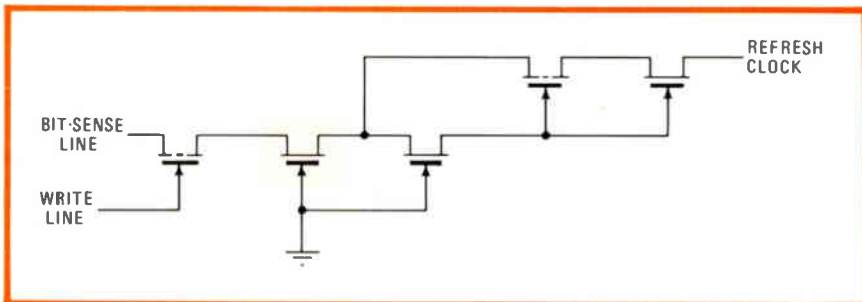 REFRESH
CLOCK
BIT-SENSE
LINE
WRITE
LINE